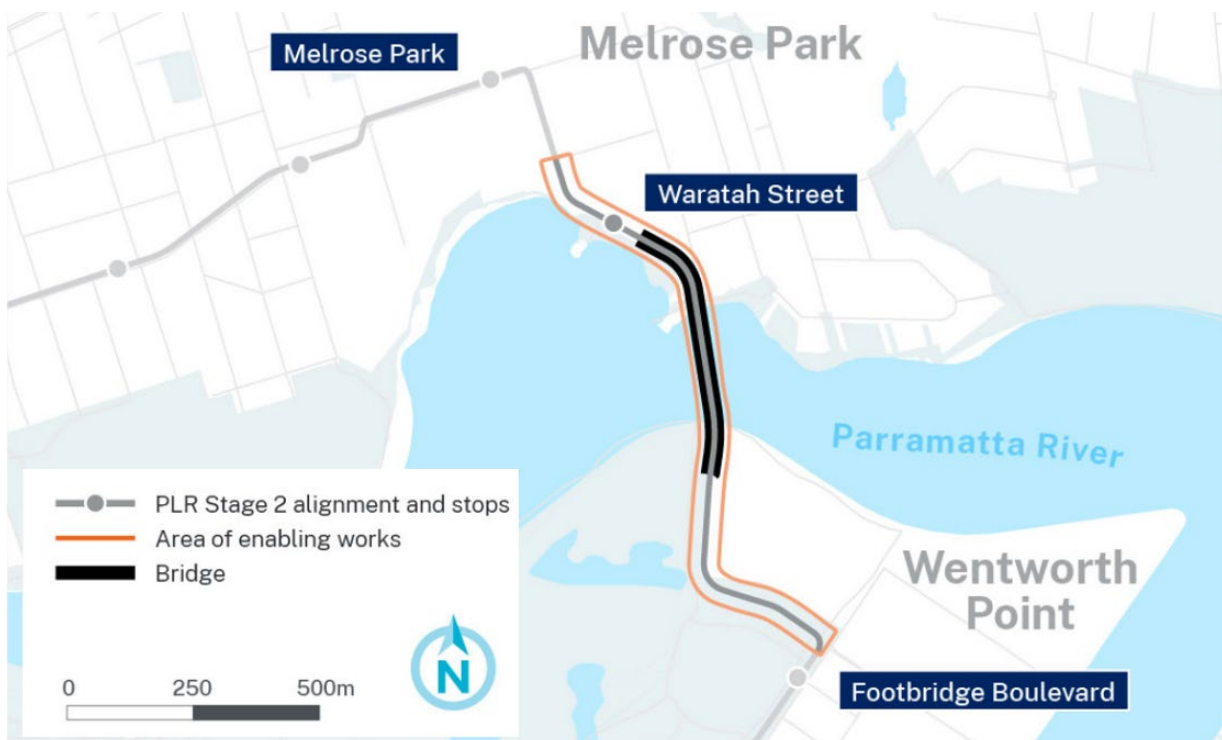 Melrose Park
Melrose Park
Waratah Street
Parramatta River
PLR Stage 2 alignment and stops
Area of enabling works
Bridge
Wentworth
Point
N
0 250 500m
Footbridge Boulevard